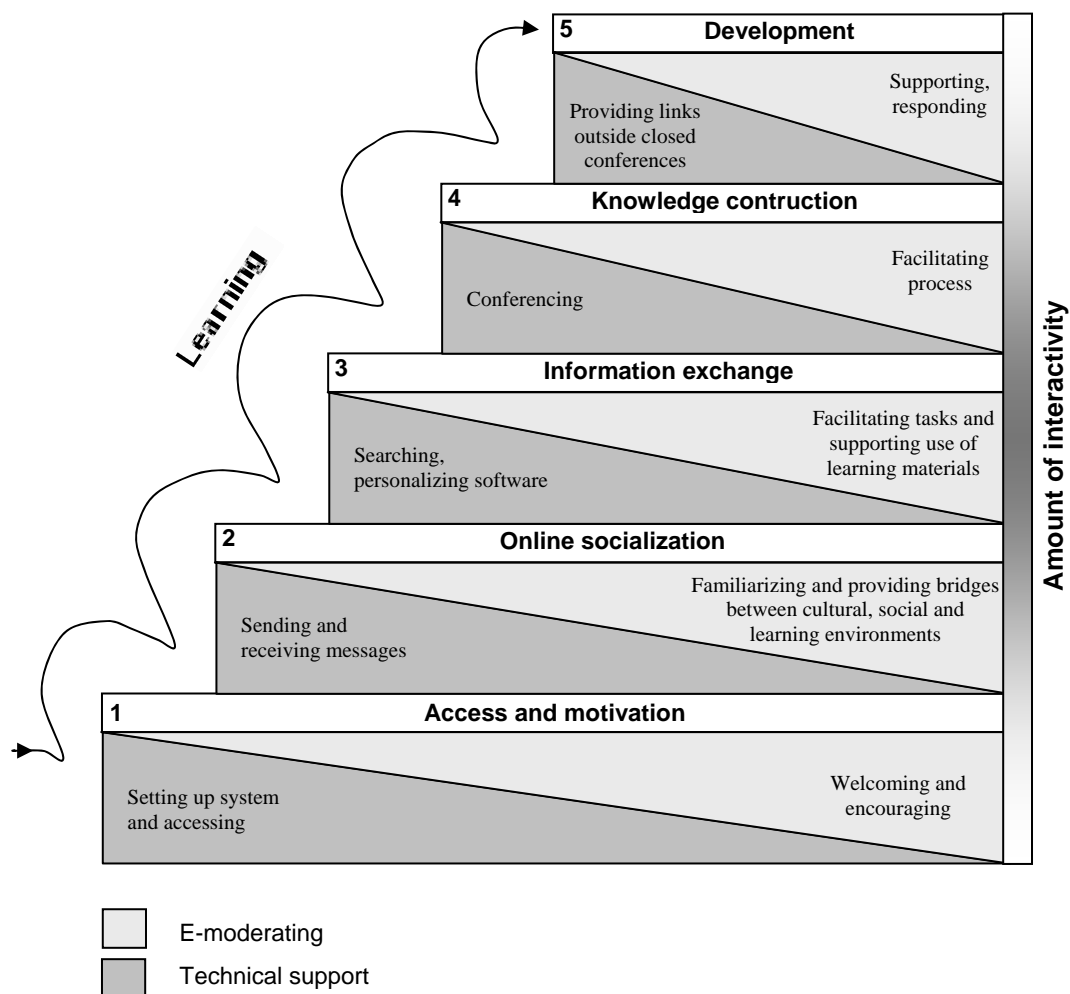 5 Development
Supporting,
responding
Providing links
outside closed
conferences
4 Knowledge contruction
Facilitating
process
Conferencing
Learning
3 Information exchange
Facilitating tasks and
supporting use of
learning materials
Searching,
personalizing software
2 Online socialization
Familiarizing and providing bridges
between cultural, social and
learning environments
Sending and
receiving messages
1 Access and motivation
Welcoming and
encouraging
Setting up system
and accessing
Amount of interactivity
E-moderating
Technical support